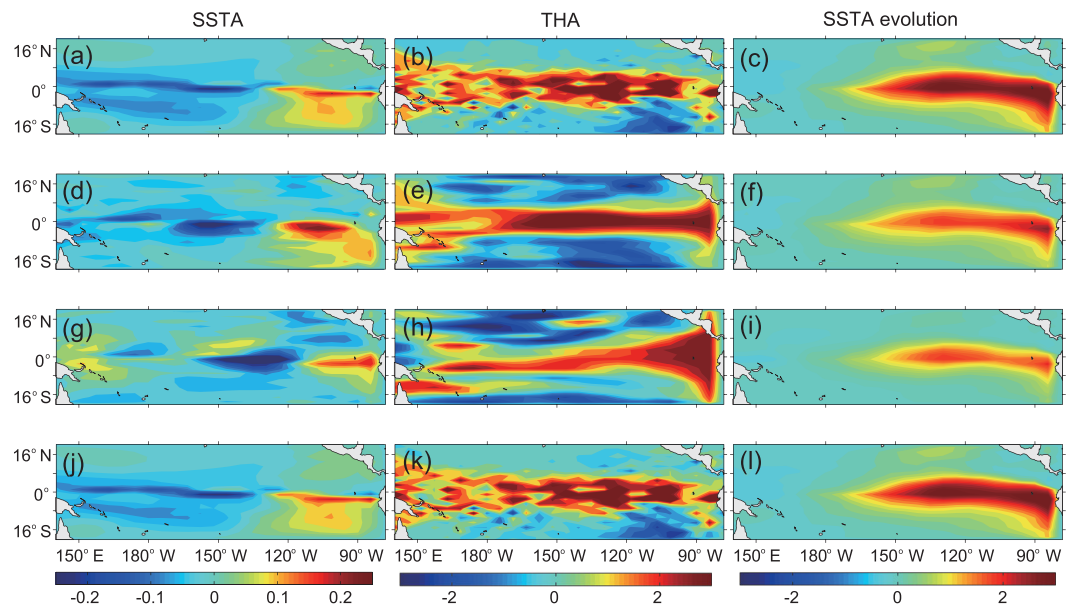 SSTA THA SSTA evolution
16° N (a) (b) (c)
0°
16° S
16° N (d) (e) (f)
0°
16° S
16° N (g) (h) (i)
0°
16° S
16° N (j) (k) (l)
0°
16° S
150° E 180° W 150° W 120° W 90° W 150° E 180° W 150° W 120° W 90° W 150° E 180° W 150° W 120° W 90° W
-0.2 -0.1 0 0.1 0.2 -2 0 2 -2 0 2